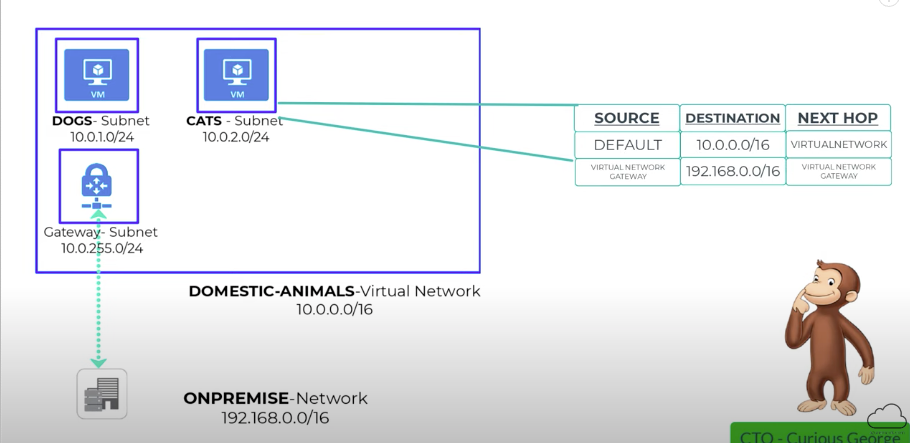 VM
VM
DOGS- Subnet
10.0.1.0/24
CATS - Subnet
10.0.2.0/24
Gateway- Subnet
10.0.255.0/24
DOMESTIC-ANIMALS-Virtual Network
10.0.0.0/16
ONPREMISE-Network
192.168.0.0/16
SOURCE DESTINATION NEXT HOP
DEFAULT 10.0.0.0/16 VIRTUALNETWORK
VIRTUAL NETWORK GATEWAY 192.168.0.0/16 VIRTUAL NETWORK GATEWAY
CTO - Curious George